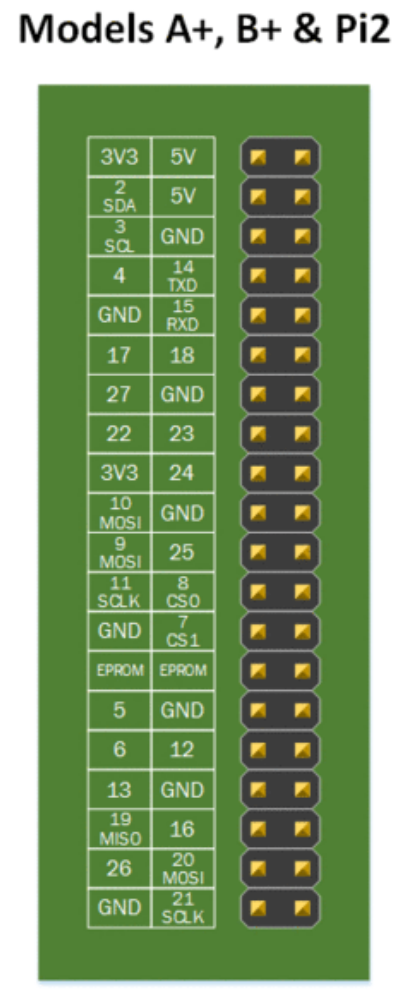 Models A+, B+ & Pi2
3V3 5V
2 SDA 5V
3 SCL GND
4 14 TXD
GND 15 RXD
17 18
27 GND
22 23
3V3 24
10 MOSI GND
9 MOSI 25
11 SCLK 8 CS0
GND 7 CS1
EPROM EPROM
5 GND
6 12
13 GND
19 MISO 16
26 20 MOSI
GND 21 SCLK